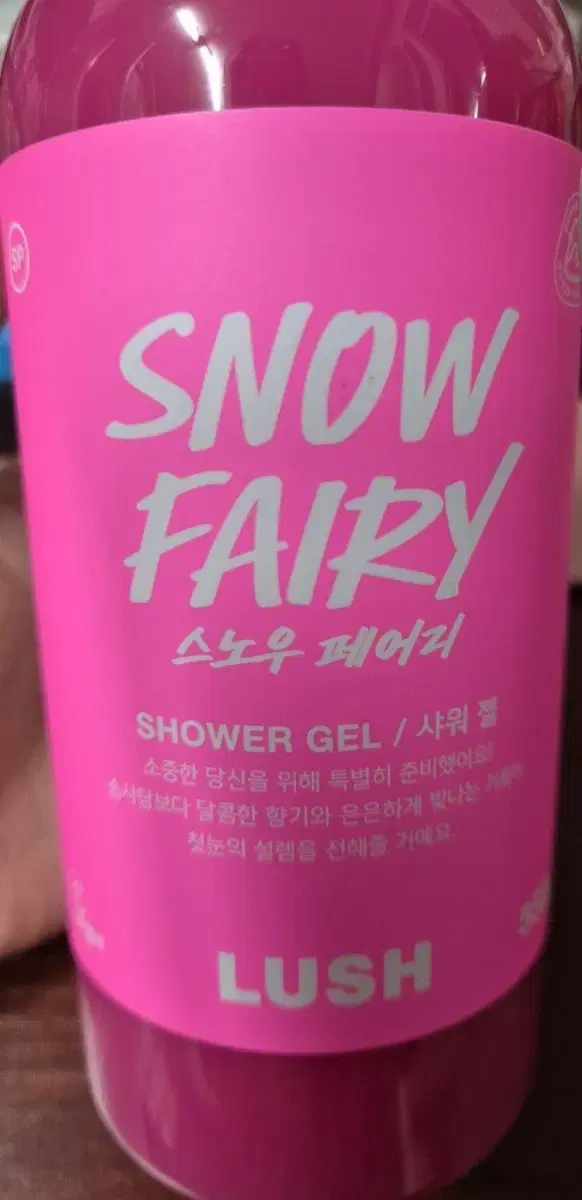 SP
SNOW
FAIRY
스노우 페어리
SHOWER GEL / 샤워 젤
소중한 당신을 위해 특별히 준비했어요!
솜사탕보다 달콤한 향기와 은은하게 빛나는
첫눈의 설렘을 전해줄 거예요.
LUSH